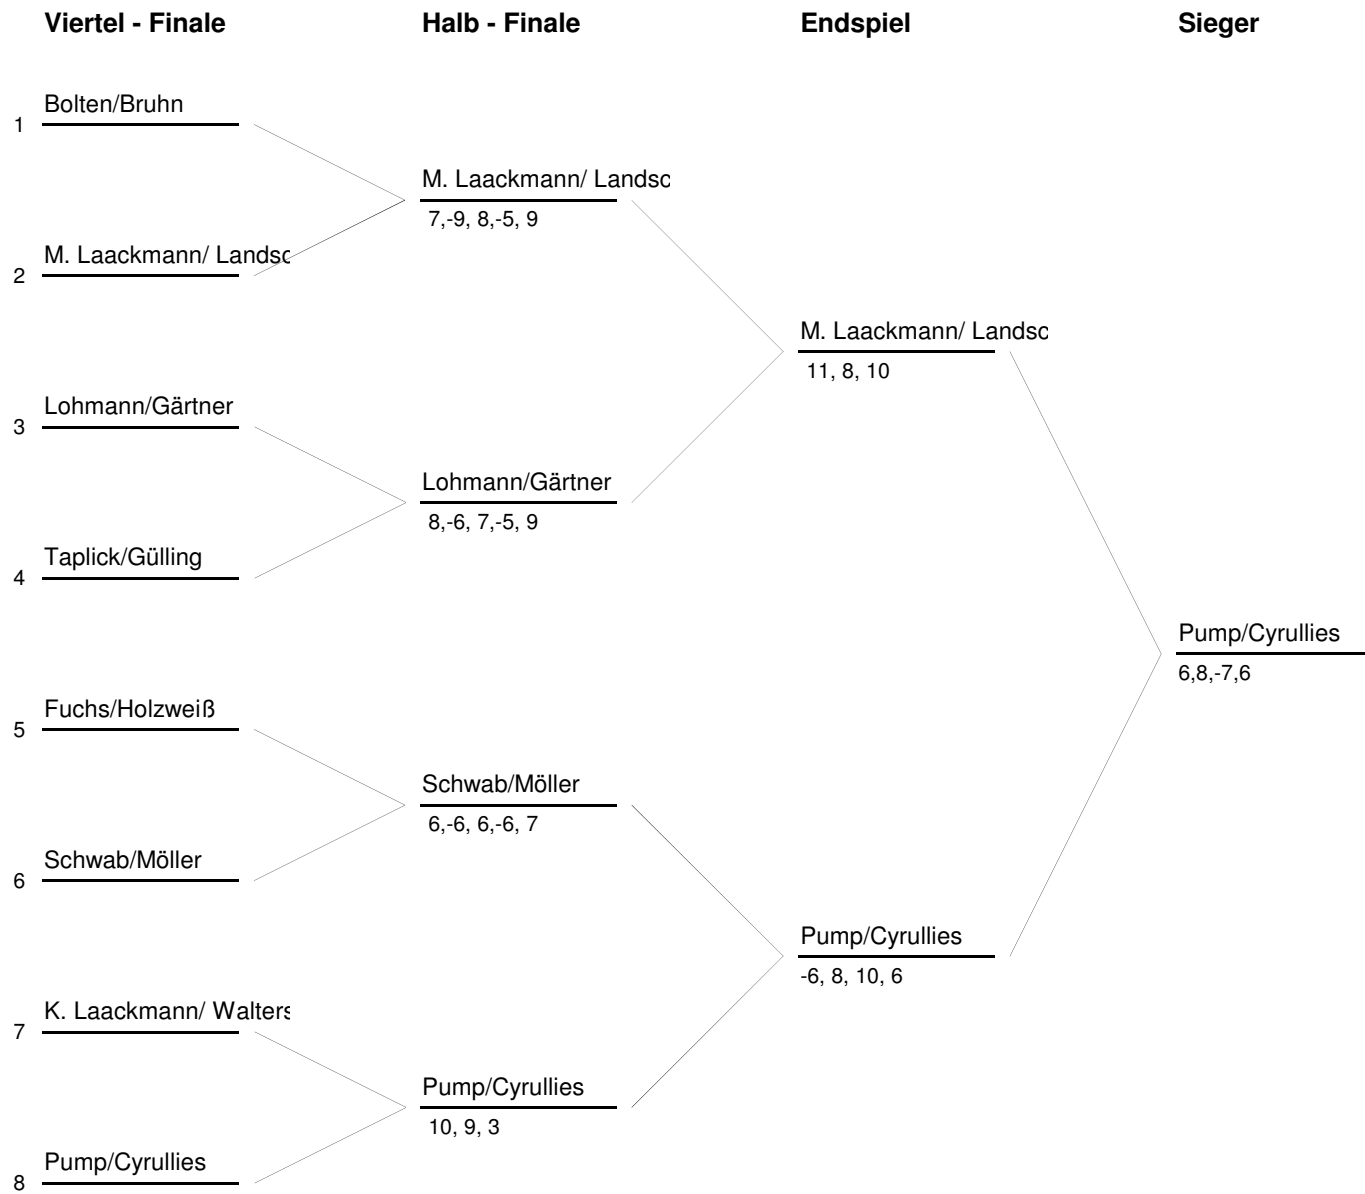 Viertel - Finale
Halb - Finale
Endspiel
Sieger
Bolten/Bruhn
1
M. Laackmann/ Landsc
7,-9, 8,-5, 9
M. Laackmann/ Landsc
2
M. Laackmann/ Landsc
11, 8, 10
Lohmann/Gärtner
3
Lohmann/Gärtner
8,-6, 7,-5, 9
Taplick/Gülling
4
Pump/Cyrullies
6,8,-7,6
Fuchs/Holzweiß
5
Schwab/Möller
6,-6, 6,-6, 7
Schwab/Möller
6
Pump/Cyrullies
-6, 8, 10, 6
K. Laackmann/ Walters
7
Pump/Cyrullies
10, 9, 3
Pump/Cyrullies
8